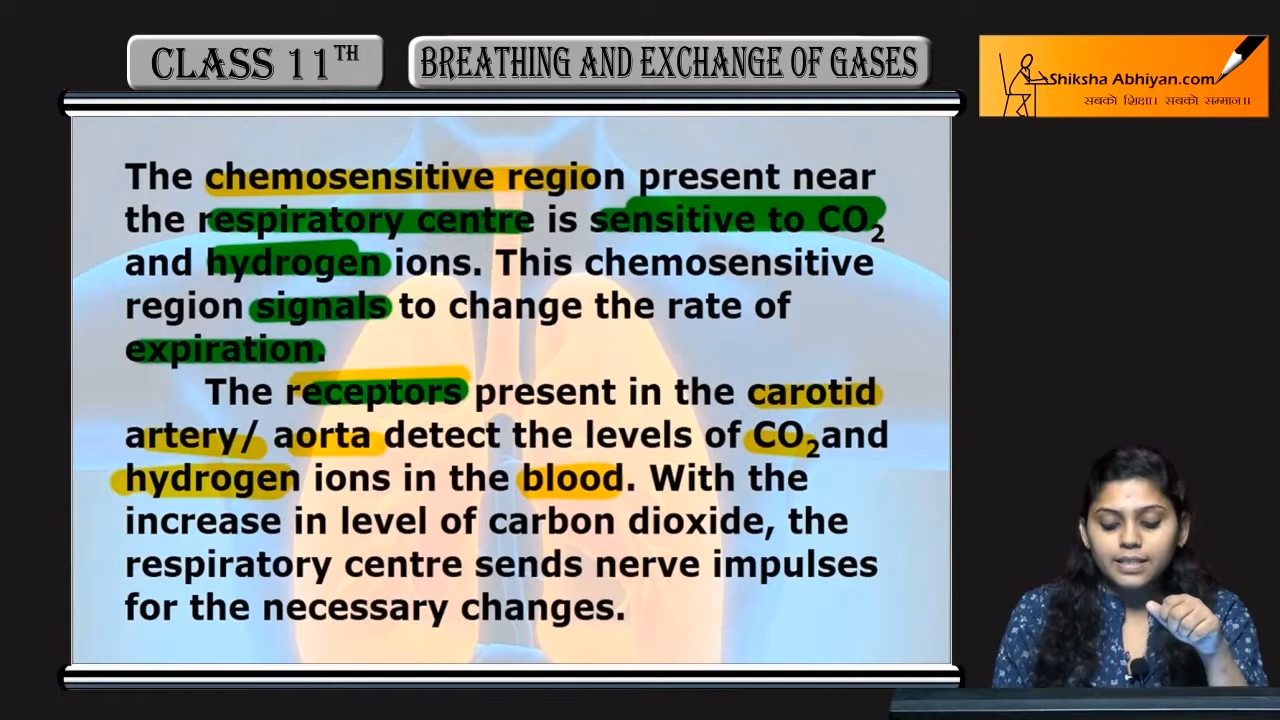 CLASS 11TH
BREATHING AND EXCHANGE OF GASES
Shiksha Abhiyan.com
सबको शिक्षा। सबको सम्मान॥
The chemosensitive region present near
the respiratory centre is sensitive to CO2
and hydrogen ions. This chemosensitive
region signals to change the rate of
expiration.
The receptors present in the carotid
artery/ aorta detect the levels of CO2and
hydrogen ions in the blood. With the
increase in level of carbon dioxide, the
respiratory centre sends nerve impulses
for the necessary changes.